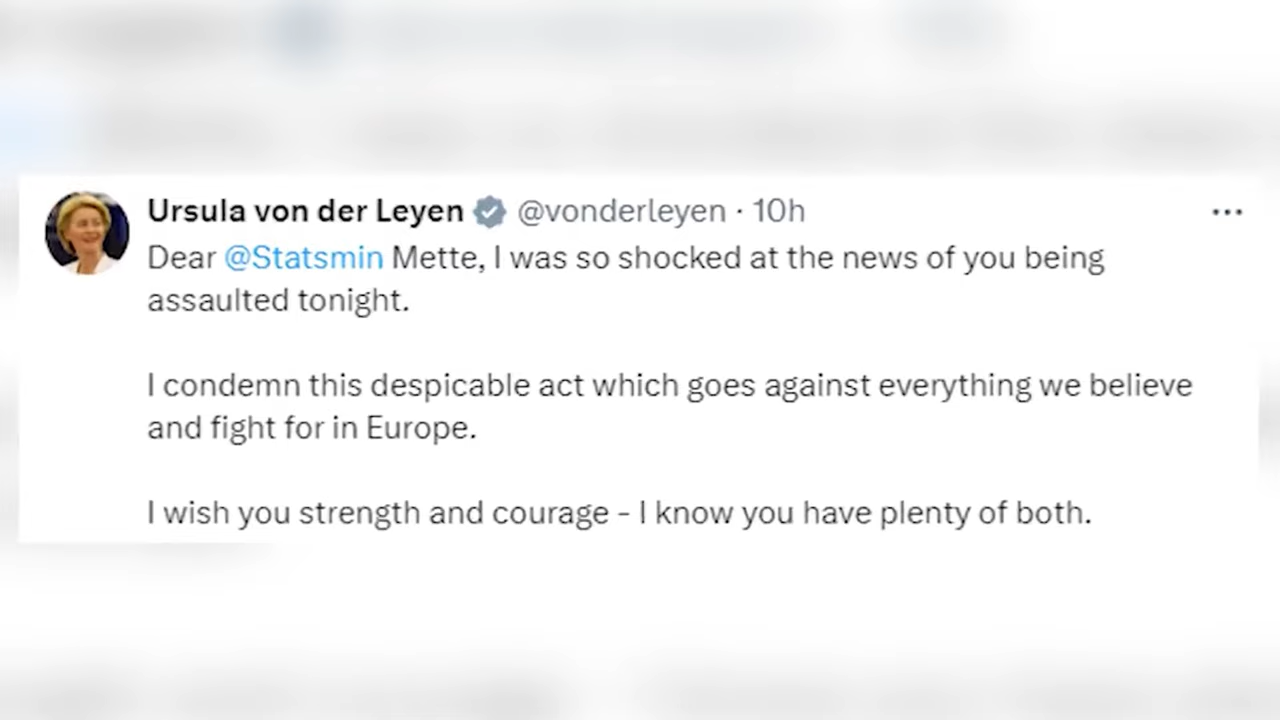 Ursula von der Leyen @vonderleyen · 10h
Dear @Statsmin Mette, I was so shocked at the news of you being
assaulted tonight.
I condemn this despicable act which goes against everything we believe
and fight for in Europe.
I wish you strength and courage - I know you have plenty of both.